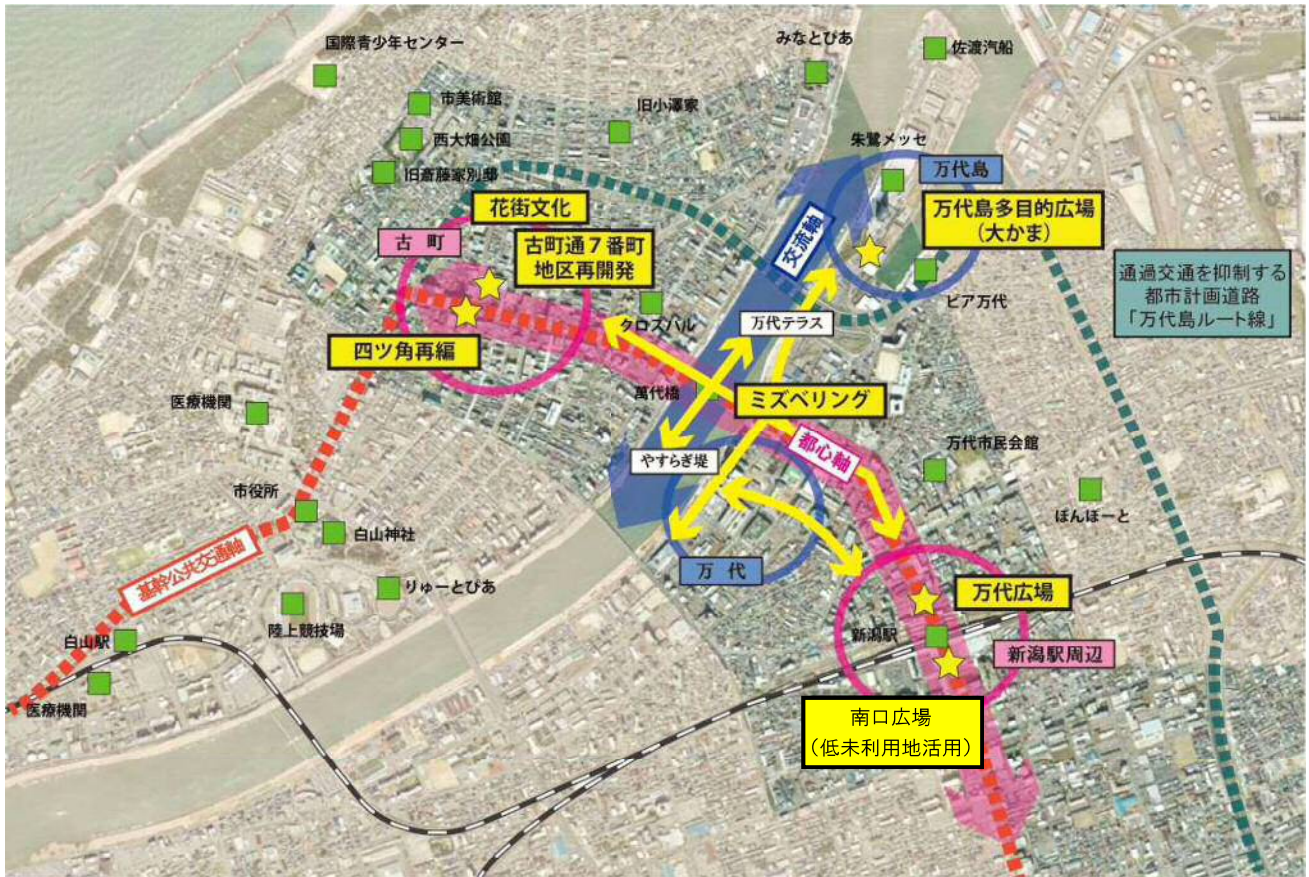 国際青少年センター
みなとぴあ
佐渡汽船
市美術館
旧小澤家
西大畑公園
朱鷺メッセ
旧斎藤家別邸
万代島
花街文化
万代島多目的広場
(大かま)
古 町
交流軸
古町通7番町
地区再開発
通過交通を抑制する
都市計画道路
「万代島ルート線」
ピア万代
クロスパル
万代テラス
四ツ角再編
萬代橋
ミズベリング
医療機関
都心軸
万代市民会館
やすらぎ堤
市役所
ほんぽーと
白山神社
基幹公共交通軸
万 代
りゅーとぴあ
万代広場
陸上競技場
白山駅
新潟駅
新潟駅周辺
医療機関
南口広場
(低未利用地活用)